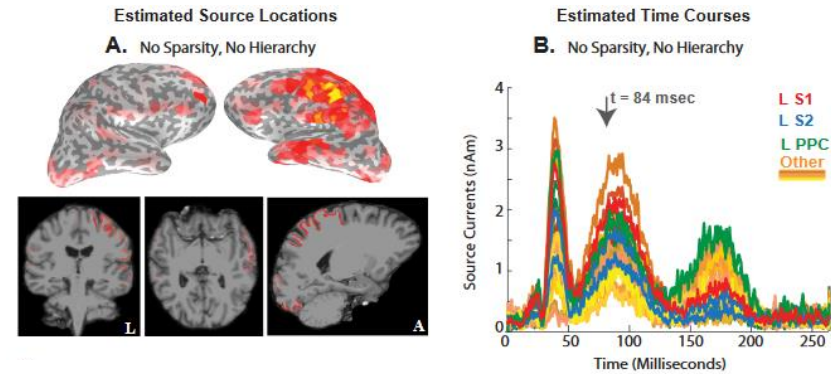 Estimated Source Locations
A. No Sparsity, No Hierarchy
L
A
Estimated Time Courses
B. No Sparsity, No Hierarchy
t = 84 msec
L S1
L S2
L PPC
Other
Source Currents (nAm)
4
3
2
1
0
0
50
100
150
200
250
Time (Milliseconds)